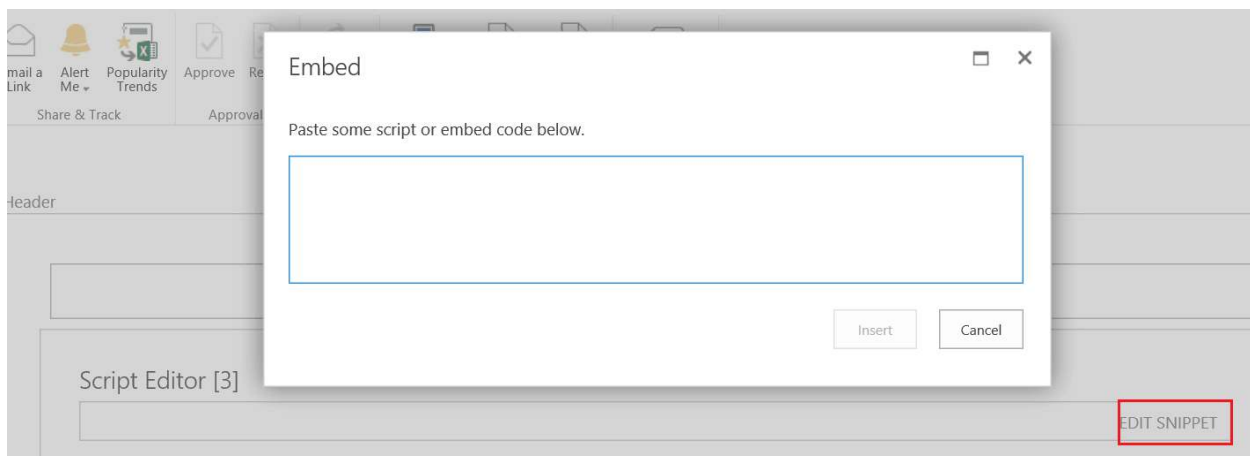 Embed
mail a Link
Alert Me
Popularity Trends
Approve
Re
Share & Track
Approval
Paste some script or embed code below.
Header
Insert
Cancel
Script Editor [3]
EDIT SNIPPET